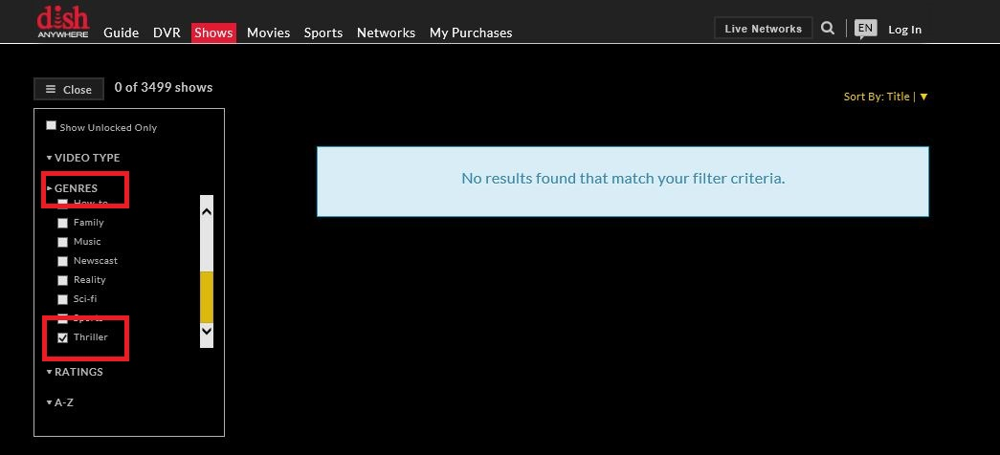 dish
ANYWHERE
Guide DVR Shows Movies Sports Networks My Purchases
Live Networks EN Log In
Close 0 of 3499 shows
Sort By: Title |
Show Unlocked Only
VIDEO TYPE
No results found that match your filter criteria.
GENRES
How-to
Family
Music
Newscast
Reality
Sci-fi
Sports
Thriller
RATINGS
A-Z